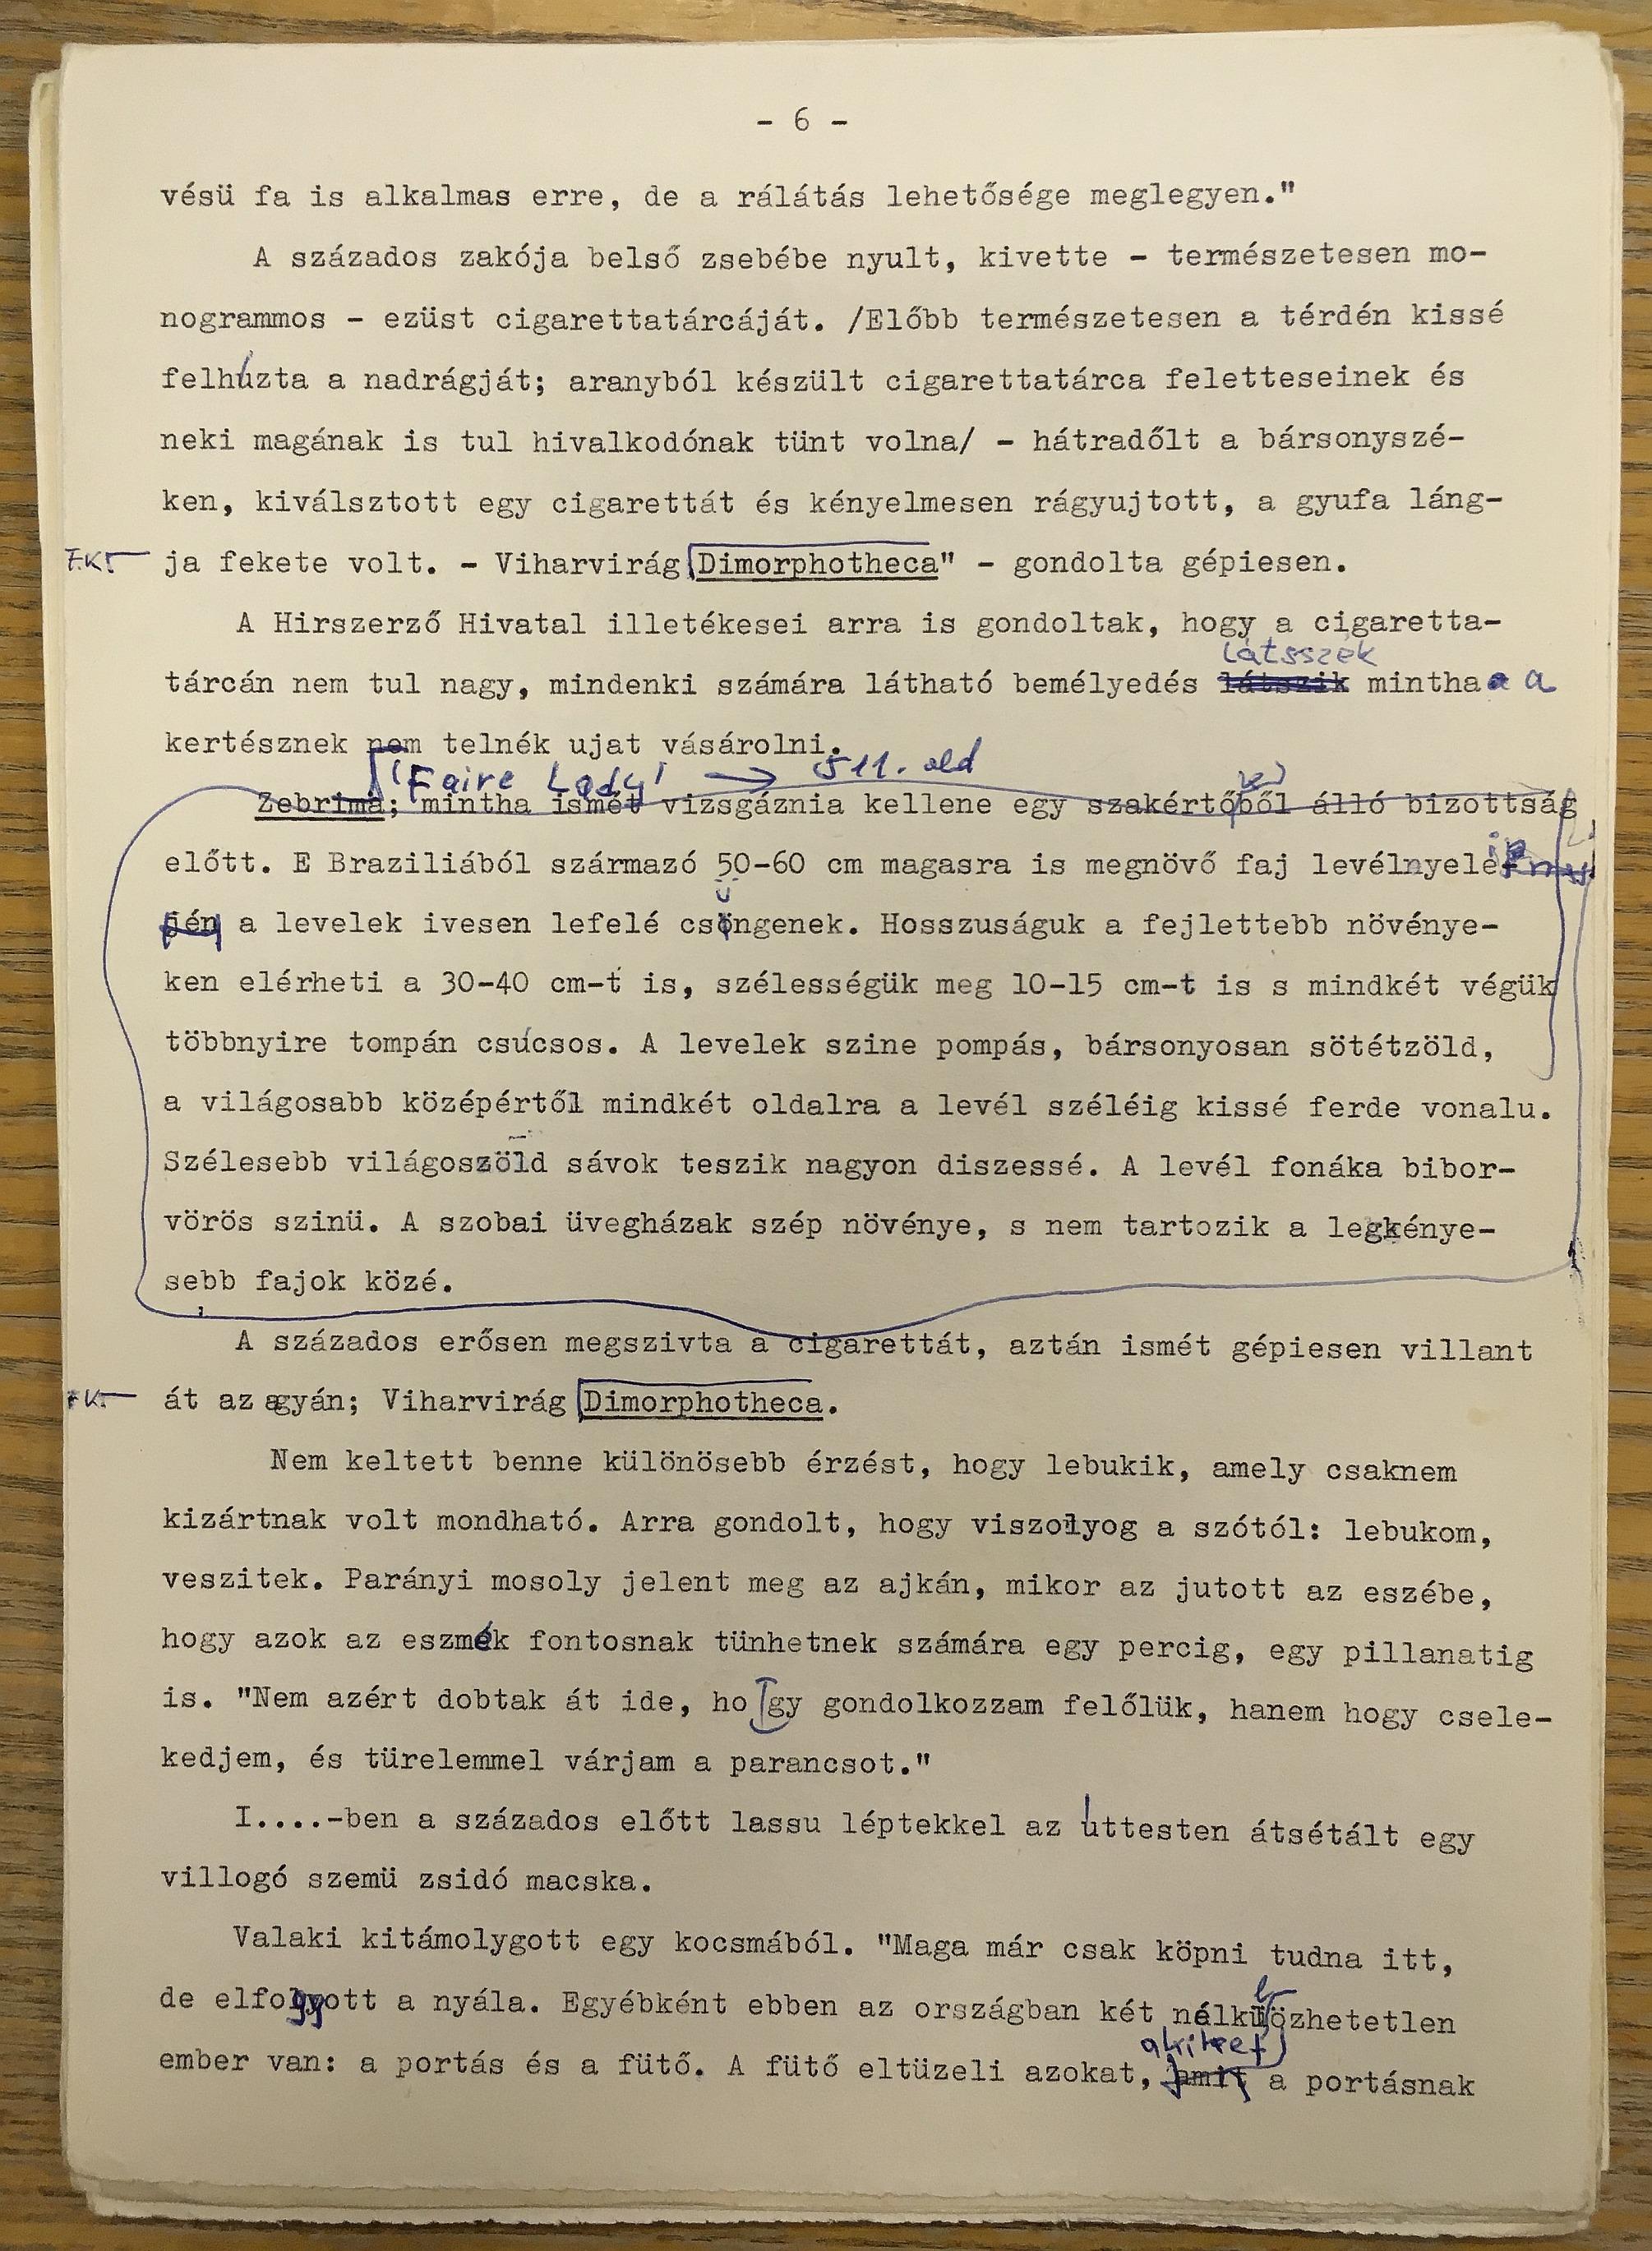 - 6 -
vésü fa is alkalmas erre, de a rálátás lehetősége meglegyen."
A százados zakója belső zsebébe nyult, kivette - természetesen mo-
nogrammos - ezüst cigarettatárcáját. /Előbb természetesen a térdén kissé
felhúzta a nadrágját; aranyból készült cigarettatárca feletteseinek és
neki magának is tul hivalkodónak tünt volna/ - hátradőlt a bársonyszé-
ken, kiválsztott egy cigarettát és kényelmesen rágyujtott, a gyufa láng-
ja fekete volt. - Viharvirág Dimorphotheca" - gondolta gépiesen.
A Hirszerző Hivatal illetékesei arra is gondoltak, hogy a cigaretta-
látsszék
tárcán nem tul nagy, mindenki számára látható bemélyedés látszik mintha a
kertésznek nem telnék ujat vásárolni.
'Faire Lady' → 511. old
Zebrima; mintha ismét vizsgáznia kellene egy szakértőből álló bizottság
előtt. E Braziliából származó 50-60 cm magasra is megnövő faj levélnyele
jén a levelek ivesen lefelé csüngenek. Hosszuságuk a fejlettebb növénye-
ken elérheti a 30-40 cm-t is, szélességük meg 10-15 cm-t is s mindkét végük
többnyire tompán csúcsos. A levelek szine pompás, bársonyosan sötétzöld,
a világosabb középértől mindkét oldalra a levél széléig kissé ferde vonalu.
Szélesebb világoszöld sávok teszik nagyon diszessé. A levél fonáka bibor-
vörös szinü. A szobai üvegházak szép növénye, s nem tartozik a legkénye-
sebb fajok közé.
A százados erősen megszivta a cigarettát, aztán ismét gépiesen villant
át az agyán; Viharvirág Dimorphotheca.
Nem keltett benne különösebb érzést, hogy lebukik, amely csaknem
kizártnak volt mondható. Arra gondolt, hogy viszolyog a szótól: lebukom,
veszitek. Parányi mosoly jelent meg az ajkán, mikor az jutott az eszébe,
hogy azok az eszmék fontosnak tünhetnek számára egy percig, egy pillanatig
is. "Nem azért dobtak át ide, hogy gondolkozzam felőlük, hanem hogy csele-
kedjem, és türelemmel várjam a parancsot."
I....-ben a százados előtt lassu léptekkel az úttesten átsétált egy
villogó szemü zsidó macska.
Valaki kitámolygott egy kocsmából. "Maga már csak köpni tudna itt,
de elfogyott a nyála. Egyébként ebben az országban két nélkülözhetetlen
akiket
ember van: a portás és a fütő. A fütő eltüzeli azokat, amit a portásnak